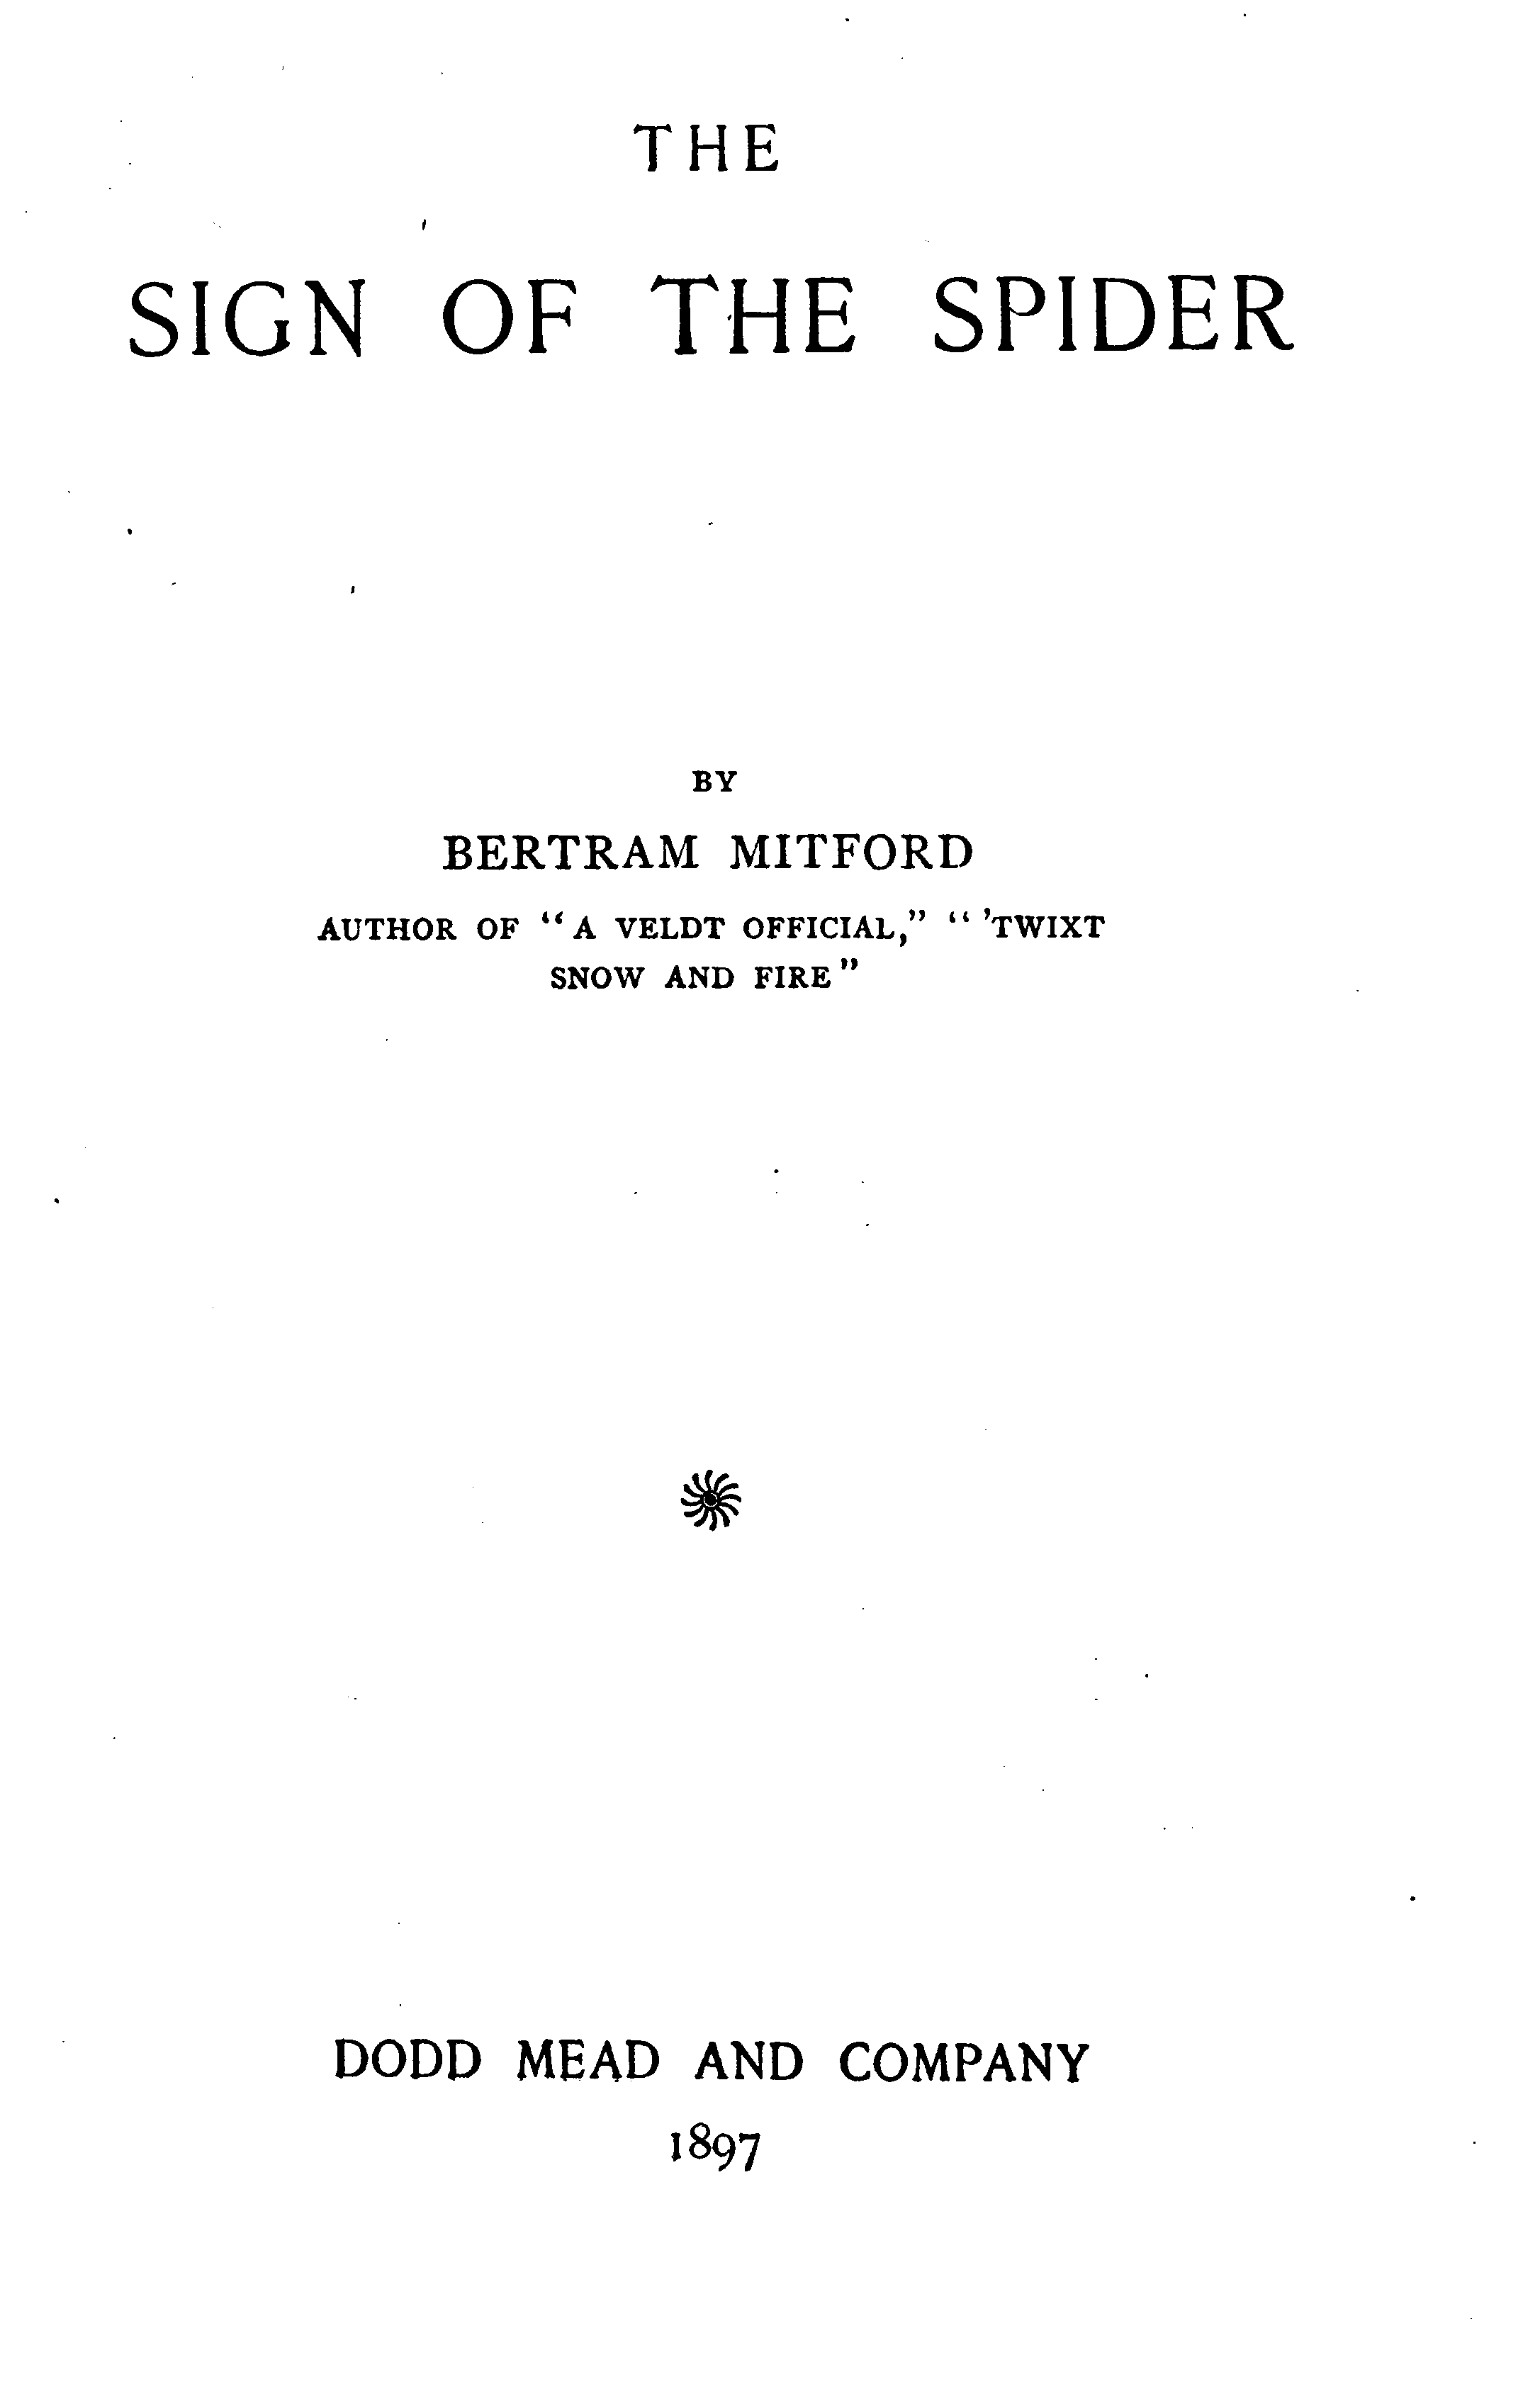 THE
SIGN OF THE SPIDER
BY
BERTRAM MITFORD
AUTHOR OF “A VELDT OFFICIAL,” “’TWIXT
SNOW AND FIRE”
DODD MEAD AND COMPANY
1897